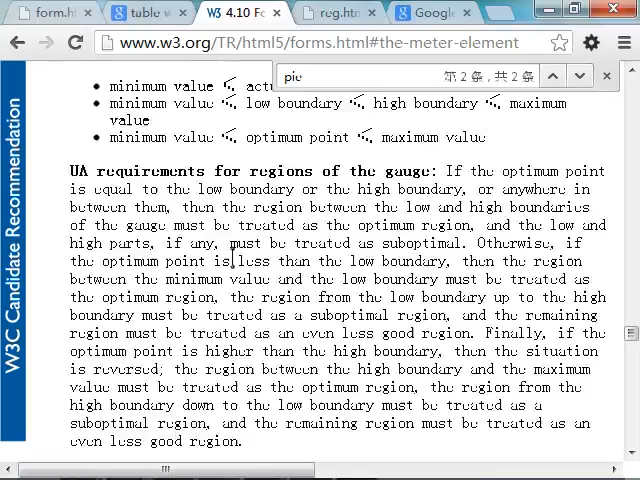 form.h
table w
4.10 Fo
reg.htn
Google
www.w3.org/TR/html5/forms.html#the-meter-element
pie
第 2 条，共 2 条
W3C Candidate Recommendation
minimum value ≤ actu
minimum value ≤ low boundary ≤ high boundary ≤ maximum
value
minimum value ≤ optimum point ≤ maximum value
UA requirements for regions of the gauge: If the optimum point
is equal to the low boundary or the high boundary, or anywhere in
between them, then the region between the low and high boundaries
of the gauge must be treated as the optimum region, and the low and
high parts, if any, must be treated as suboptimal. Otherwise, if
the optimum point is less than the low boundary, then the region
between the minimum value and the low boundary must be treated as
the optimum region, the region from the low boundary up to the high
boundary must be treated as a suboptimal region, and the remaining
region must be treated as an even less good region. Finally, if the
optimum point is higher than the high boundary, then the situation
is reversed; the region between the high boundary and the maximum
value must be treated as the optimum region, the region from the
high boundary down to the low boundary must be treated as a
suboptimal region, and the remaining region must be treated as an
even less good region.